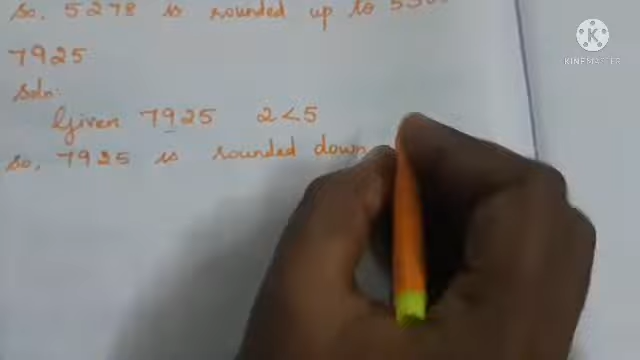 So, 5278 is rounded up to
7925
Soln:
Given 7925 2<5
so, 7925 is rounded down
K
KINEMASTER